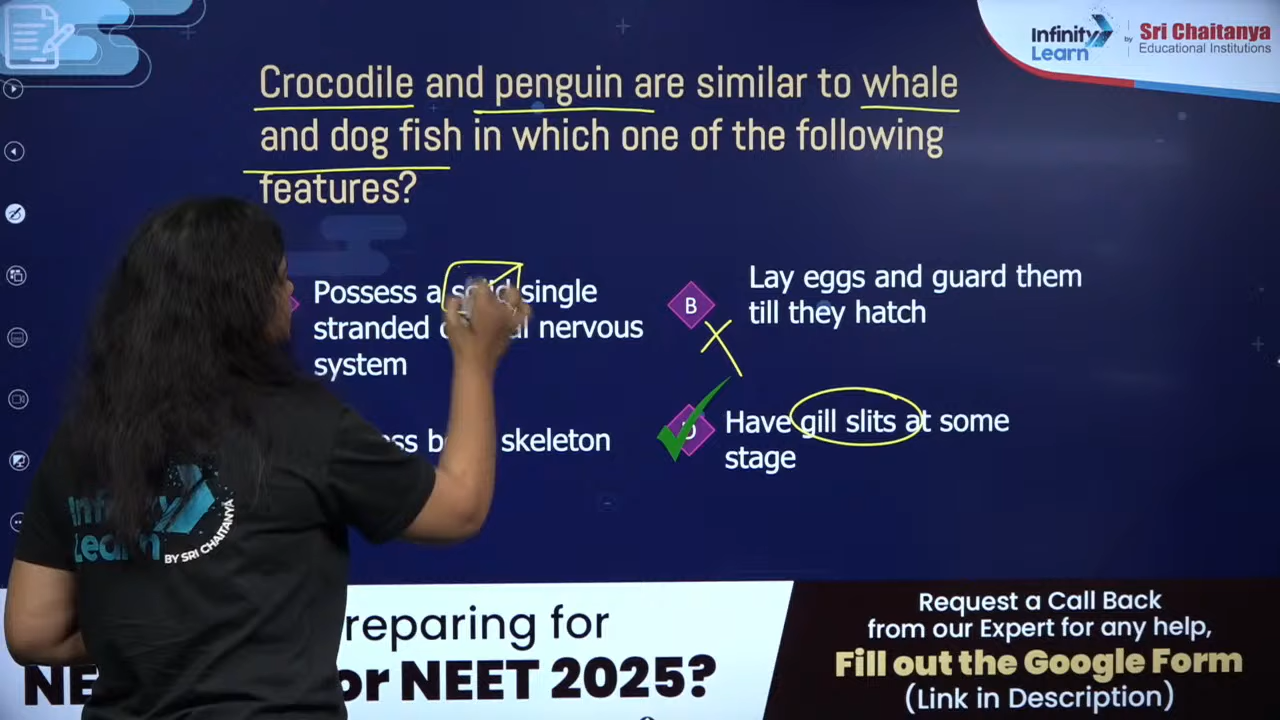 Infinity Learn by Sri Chaitanya Educational Institutions
Crocodile and penguin are similar to whale
and dog fish in which one of the following
features?
Possess a solid single
stranded nervous
system
B Lay eggs and guard them
till they hatch
skeleton
D Have gill slits at some
stage
Infinity
Learn
BY SRI CHAITANYA
for
or NEET 2025?
Request a Call Back
from our Expert for any help,
Fill out the Google Form
(Link in Description)